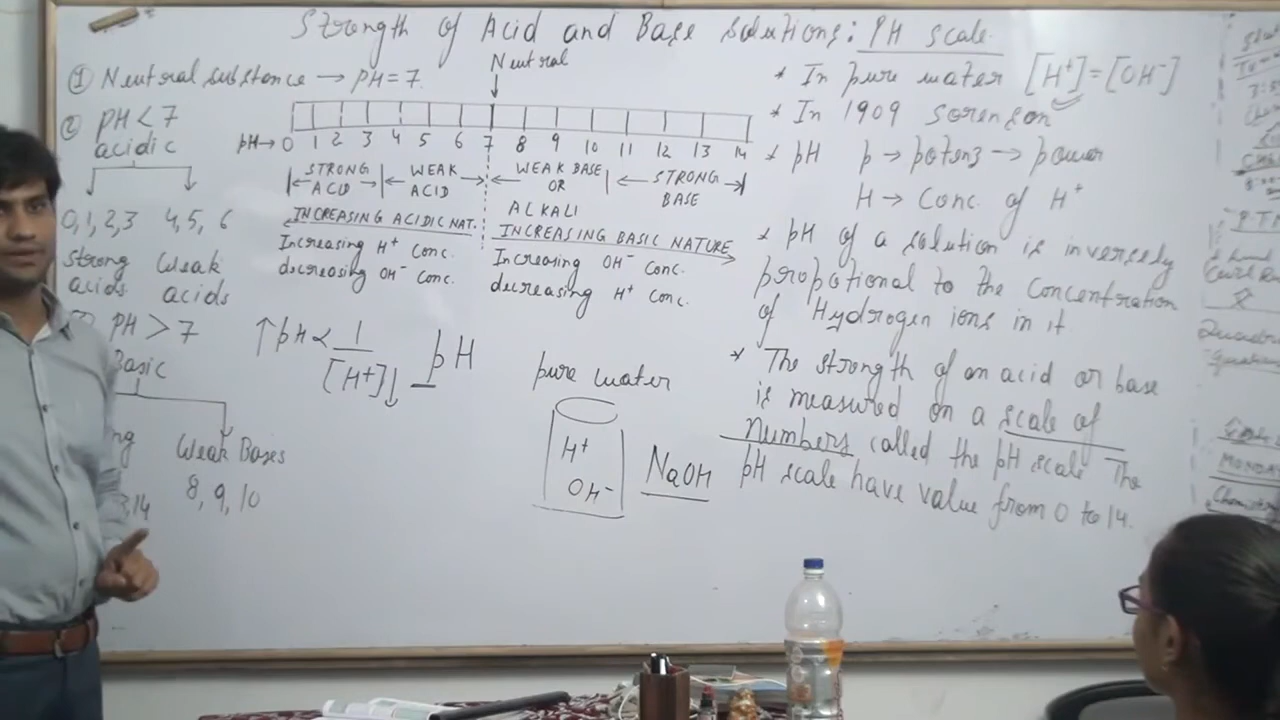 Strength of Acid and Base solutions: PH scale.
① Neutral substance → PH = 7.
② PH < 7
acidic
0,1,2,3 4,5, 6
Strong Weak
acids acids
PH > 7
Basic
Weak Bases
8, 9, 10
Neutral
pH→ 0 1 2 3 4 5 6 7 8 9 10 11 12 13 14
STRONG ACID WEAK ACID WEAK BASE OR ALKALI STRONG BASE
INCREASING ACIDIC NAT.
Increasing H⁺ Conc.
decreasing OH⁻ Conc.
INCREASING BASIC NATURE
Increasing OH⁻ Conc.
decreasing H⁺ Conc.
↑pH ∝ 1/[H⁺]↓ pH
pure water
H⁺
OH⁻
NaOH
* In pure water [H⁺] = [OH⁻]
* In 1909 Sorenson
* pH p → potenz → power
H → Conc. of H⁺
* pH of a solution is inversely
propotional to the Concentration
of Hydrogen ions in it
* The strength of an acid or base
is measured on a scale of
numbers called the pH scale The
pH scale have value from 0 to 14.
MONDAY